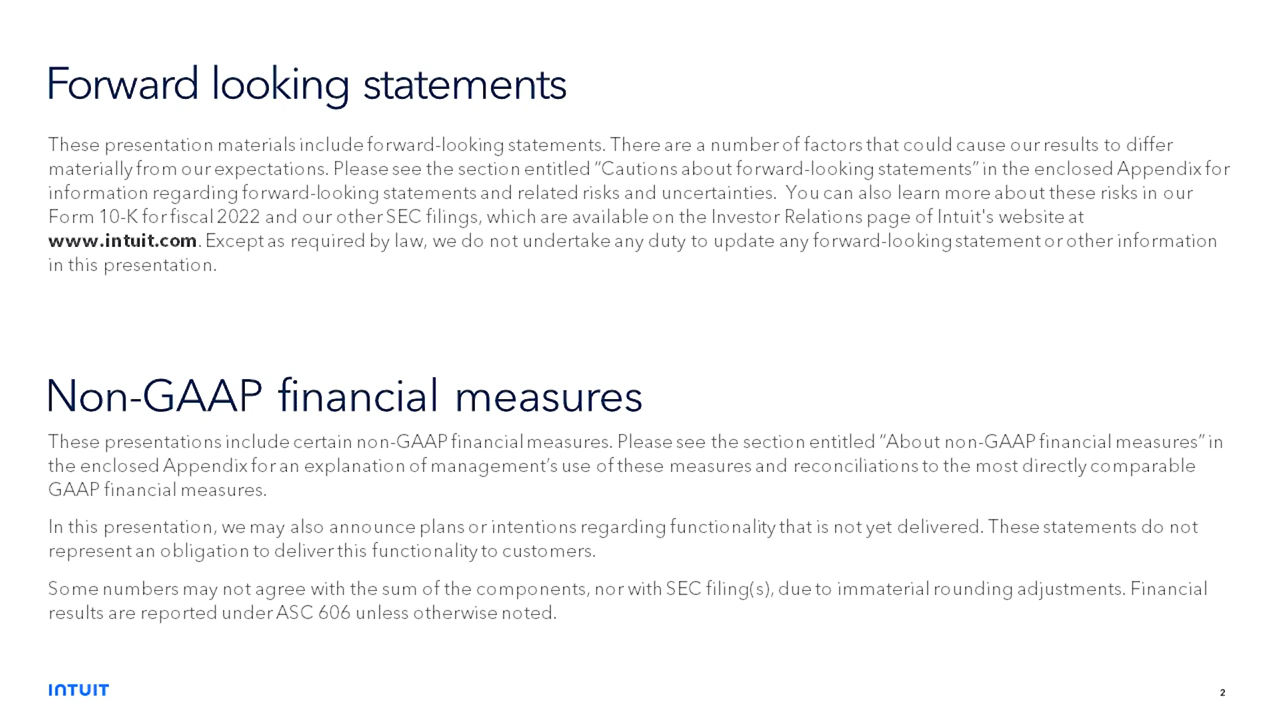 Forward looking statements
These presentation materials include forward-looking statements. There are a number of factors that could cause our results to differ
materially from our expectations. Please see the section entitled “Cautions about forward-looking statements” in the enclosed Appendix for
information regarding forward-looking statements and related risks and uncertainties.  You can also learn more about these risks in our
Form 10-K for fiscal 2022 and our other SEC filings, which are available on the Investor Relations page of Intuit's website at
www.intuit.com. Except as required by law, we do not undertake any duty to update any forward-looking statement or other information
in this presentation.
Non-GAAP financial measures
These presentations include certain non-GAAP financial measures. Please see the section entitled “About non-GAAP financial measures” in
the enclosed Appendix for an explanation of management’s use of these measures and reconciliations to the most directly comparable
GAAP financial measures.
In this presentation, we may also announce plans or intentions regarding functionality that is not yet delivered. These statements do not
represent an obligation to deliver this functionality to customers.
Some numbers may not agree with the sum of the components, nor with SEC filing(s), due to immaterial rounding adjustments. Financial
results are reported under ASC 606 unless otherwise noted.
INTUIT
2